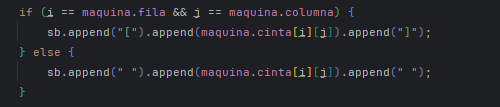 if (i == maquina.fila && j == maquina.columna) {
    sb.append("[").append(maquina.cinta[i][j]).append("]");
} else {
    sb.append(" ").append(maquina.cinta[i][j]).append(" ");
}